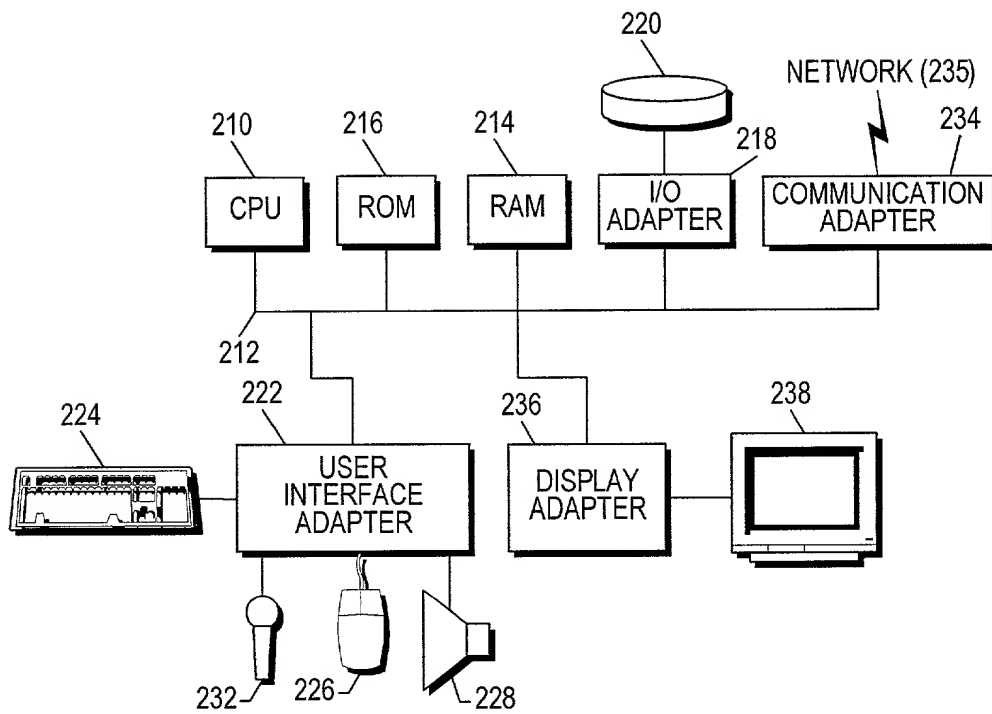 220
NETWORK (235)
210
216
214
218
234
CPU
ROM
RAM
I/O
ADAPTER
COMMUNICATION
ADAPTER
212
222
224
236
238
USER
INTERFACE
ADAPTER
DISPLAY
ADAPTER
232
226
228